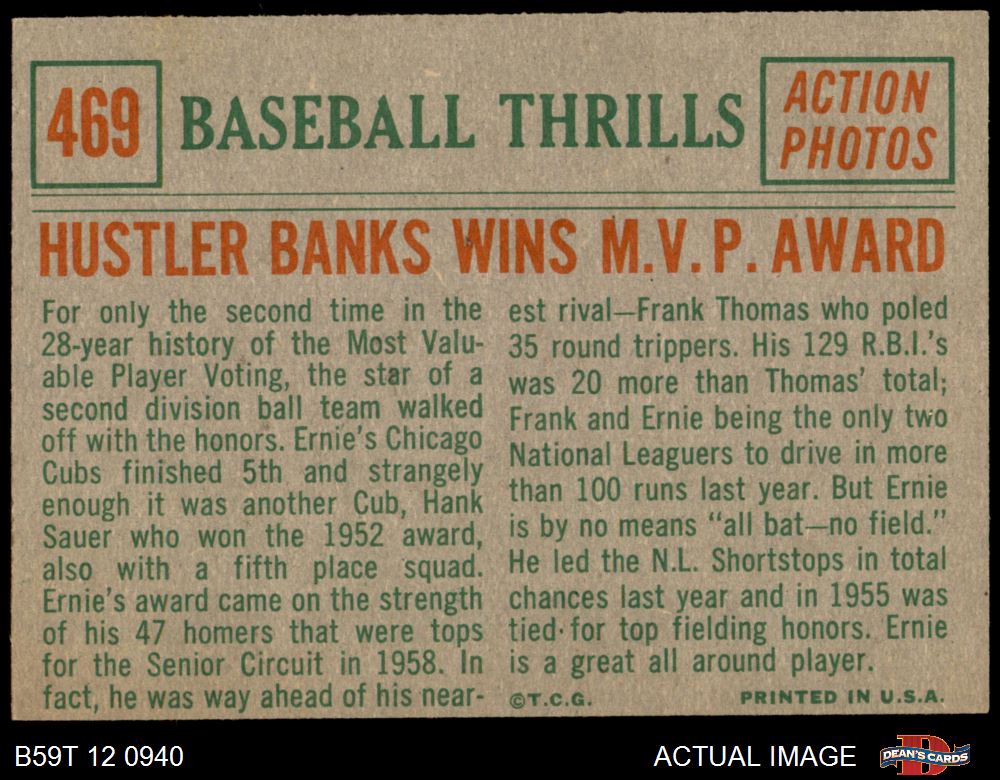 469
BASEBALL THRILLS
ACTION
PHOTOS
HUSTLER BANKS WINS M.V.P. AWARD
For only the second time in the
28-year history of the Most Valu-
able Player Voting, the star of a
second division ball team walked
off with the honors. Ernie's Chicago
Cubs finished 5th and strangely
enough it was another Cub, Hank
Sauer who won the 1952 award,
also with a fifth place squad.
Ernie's award came on the strength
of his 47 homers that were tops
for the Senior Circuit in 1958. In
fact, he was way ahead of his near-
est rival—Frank Thomas who poled
35 round trippers. His 129 R.B.I.'s
was 20 more than Thomas' total;
Frank and Ernie being the only two
National Leaguers to drive in more
than 100 runs last year. But Ernie
is by no means "all bat—no field."
He led the N.L. Shortstops in total
chances last year and in 1955 was
tied for top fielding honors. Ernie
is a great all around player.
©T.C.G.
PRINTED IN U.S.A.
B59T 12 0940
ACTUAL IMAGE
D
DEAN'S CARDS